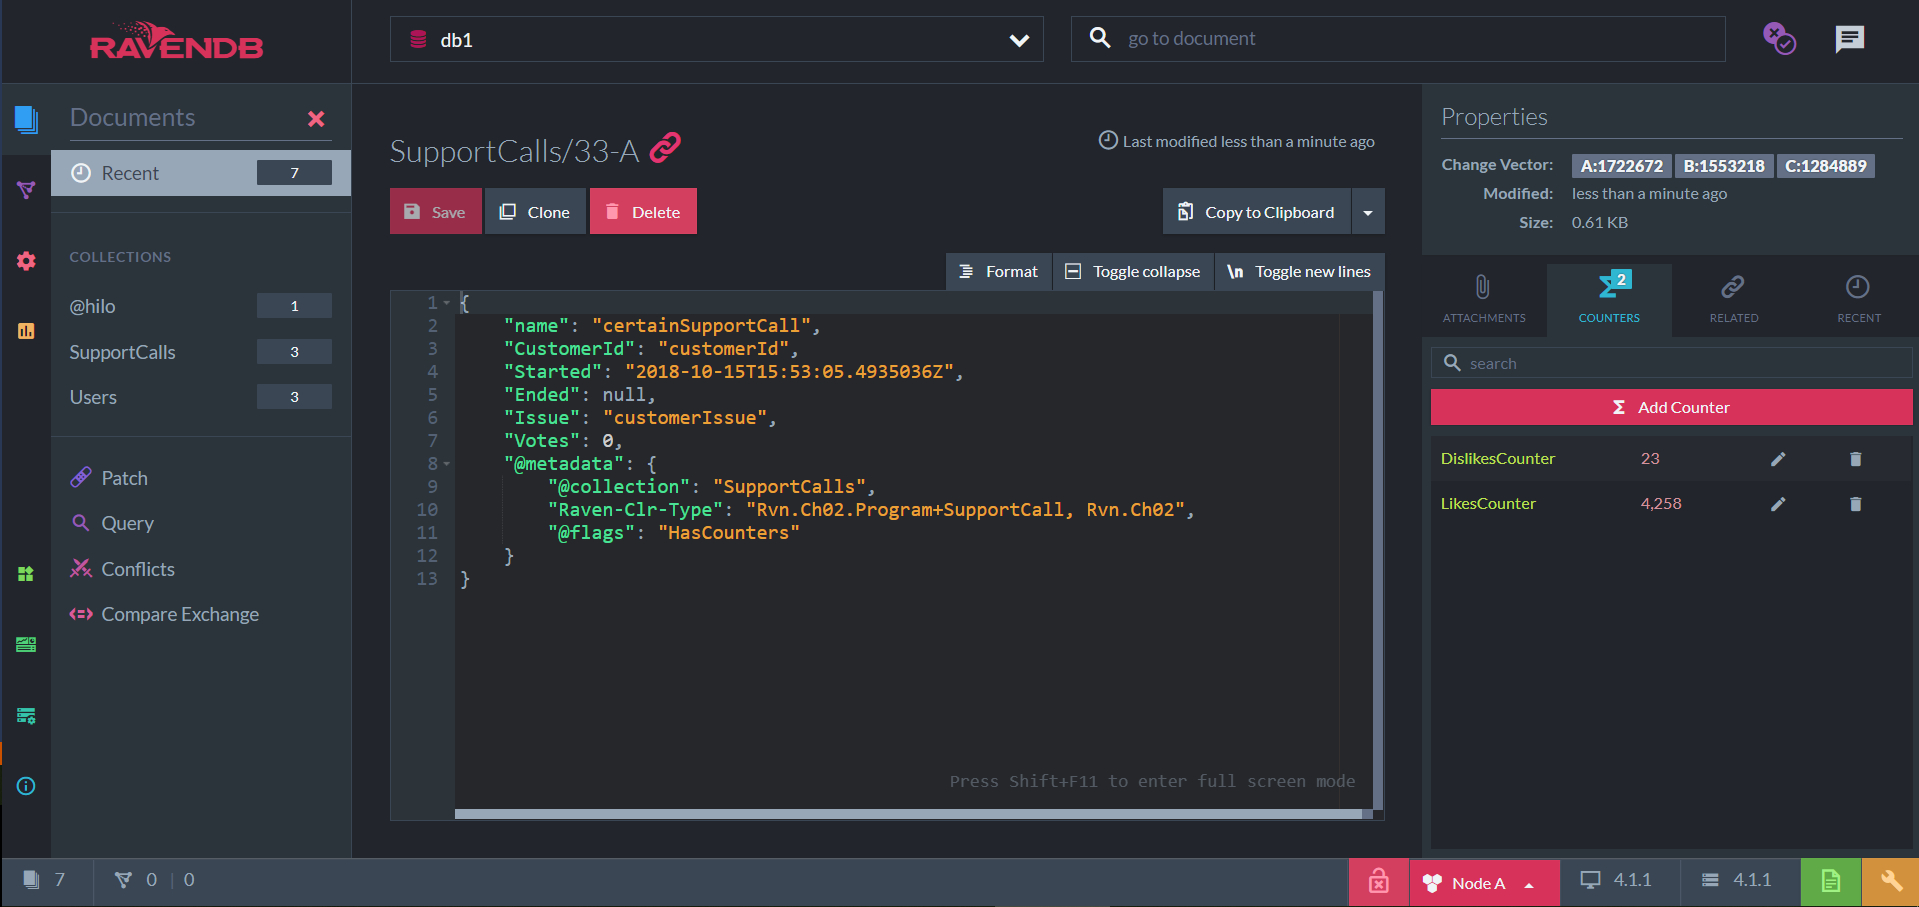 RAVENDB
db1
go to document
Documents
Recent 7
COLLECTIONS
@hilo 1
SupportCalls 3
Users 3
Patch
Query
Conflicts
Compare Exchange
SupportCalls/33-A
Last modified less than a minute ago
Save Clone Delete
Copy to Clipboard
Format Toggle collapse \n Toggle new lines
1 {
2 "name": "certainSupportCall",
3 "CustomerId": "customerId",
4 "Started": "2018-10-15T15:53:05.4935036Z",
5 "Ended": null,
6 "Issue": "customerIssue",
7 "Votes": 0,
8 "@metadata": {
9 "@collection": "SupportCalls",
10 "Raven-Clr-Type": "Rvn.Ch02.Program+SupportCall, Rvn.Ch02",
11 "@flags": "HasCounters"
12 }
13 }
Press Shift+F11 to enter full screen mode
Properties
Change Vector: A:1722672 B:1553218 C:1284889
Modified: less than a minute ago
Size: 0.61 KB
2
ATTACHMENTS COUNTERS RELATED RECENT
search
Σ Add Counter
DislikesCounter 23
LikesCounter 4,258
7 0 | 0
Node A 4.1.1 4.1.1